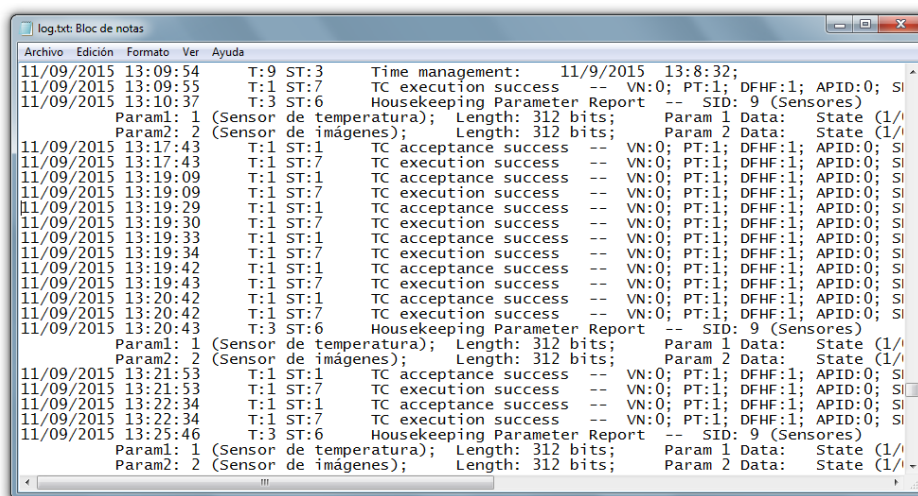 log.txt: Bloc de notas
Archivo Edición Formato Ver Ayuda
11/09/2015 13:09:54 T:9 ST:3 Time management: 11/9/2015 13:8:32;
11/09/2015 13:09:55 T:1 ST:7 TC execution success -- VN:0; PT:1; DFHF:1; APID:0;
11/09/2015 13:10:37 T:3 ST:6 Housekeeping Parameter Report -- SID: 9 (Sensores)
Param1: 1 (Sensor de temperatura); Length: 312 bits; Param 1 Data: State (1/
Param2: 2 (Sensor de imágenes); Length: 312 bits; Param 2 Data: State (1/
11/09/2015 13:17:43 T:1 ST:1 TC acceptance success -- VN:0; PT:1; DFHF:1; APID:0;
11/09/2015 13:17:43 T:1 ST:7 TC execution success -- VN:0; PT:1; DFHF:1; APID:0;
11/09/2015 13:19:09 T:1 ST:1 TC acceptance success -- VN:0; PT:1; DFHF:1; APID:0;
11/09/2015 13:19:09 T:1 ST:7 TC execution success -- VN:0; PT:1; DFHF:1; APID:0;
11/09/2015 13:19:29 T:1 ST:1 TC acceptance success -- VN:0; PT:1; DFHF:1; APID:0;
11/09/2015 13:19:30 T:1 ST:7 TC execution success -- VN:0; PT:1; DFHF:1; APID:0;
11/09/2015 13:19:33 T:1 ST:1 TC acceptance success -- VN:0; PT:1; DFHF:1; APID:0;
11/09/2015 13:19:34 T:1 ST:7 TC execution success -- VN:0; PT:1; DFHF:1; APID:0;
11/09/2015 13:19:42 T:1 ST:1 TC acceptance success -- VN:0; PT:1; DFHF:1; APID:0;
11/09/2015 13:19:43 T:1 ST:7 TC execution success -- VN:0; PT:1; DFHF:1; APID:0;
11/09/2015 13:20:42 T:1 ST:1 TC acceptance success -- VN:0; PT:1; DFHF:1; APID:0;
11/09/2015 13:20:42 T:1 ST:7 TC execution success -- VN:0; PT:1; DFHF:1; APID:0;
11/09/2015 13:20:43 T:3 ST:6 Housekeeping Parameter Report -- SID: 9 (Sensores)
Param1: 1 (Sensor de temperatura); Length: 312 bits; Param 1 Data: State (1/
Param2: 2 (Sensor de imágenes); Length: 312 bits; Param 2 Data: State (1/
11/09/2015 13:21:53 T:1 ST:1 TC acceptance success -- VN:0; PT:1; DFHF:1; APID:0;
11/09/2015 13:21:53 T:1 ST:7 TC execution success -- VN:0; PT:1; DFHF:1; APID:0;
11/09/2015 13:22:34 T:1 ST:1 TC acceptance success -- VN:0; PT:1; DFHF:1; APID:0;
11/09/2015 13:22:34 T:1 ST:7 TC execution success -- VN:0; PT:1; DFHF:1; APID:0;
11/09/2015 13:25:46 T:3 ST:6 Housekeeping Parameter Report -- SID: 9 (Sensores)
Param1: 1 (Sensor de temperatura); Length: 312 bits; Param 1 Data: State (1/
Param2: 2 (Sensor de imágenes); Length: 312 bits; Param 2 Data: State (1/